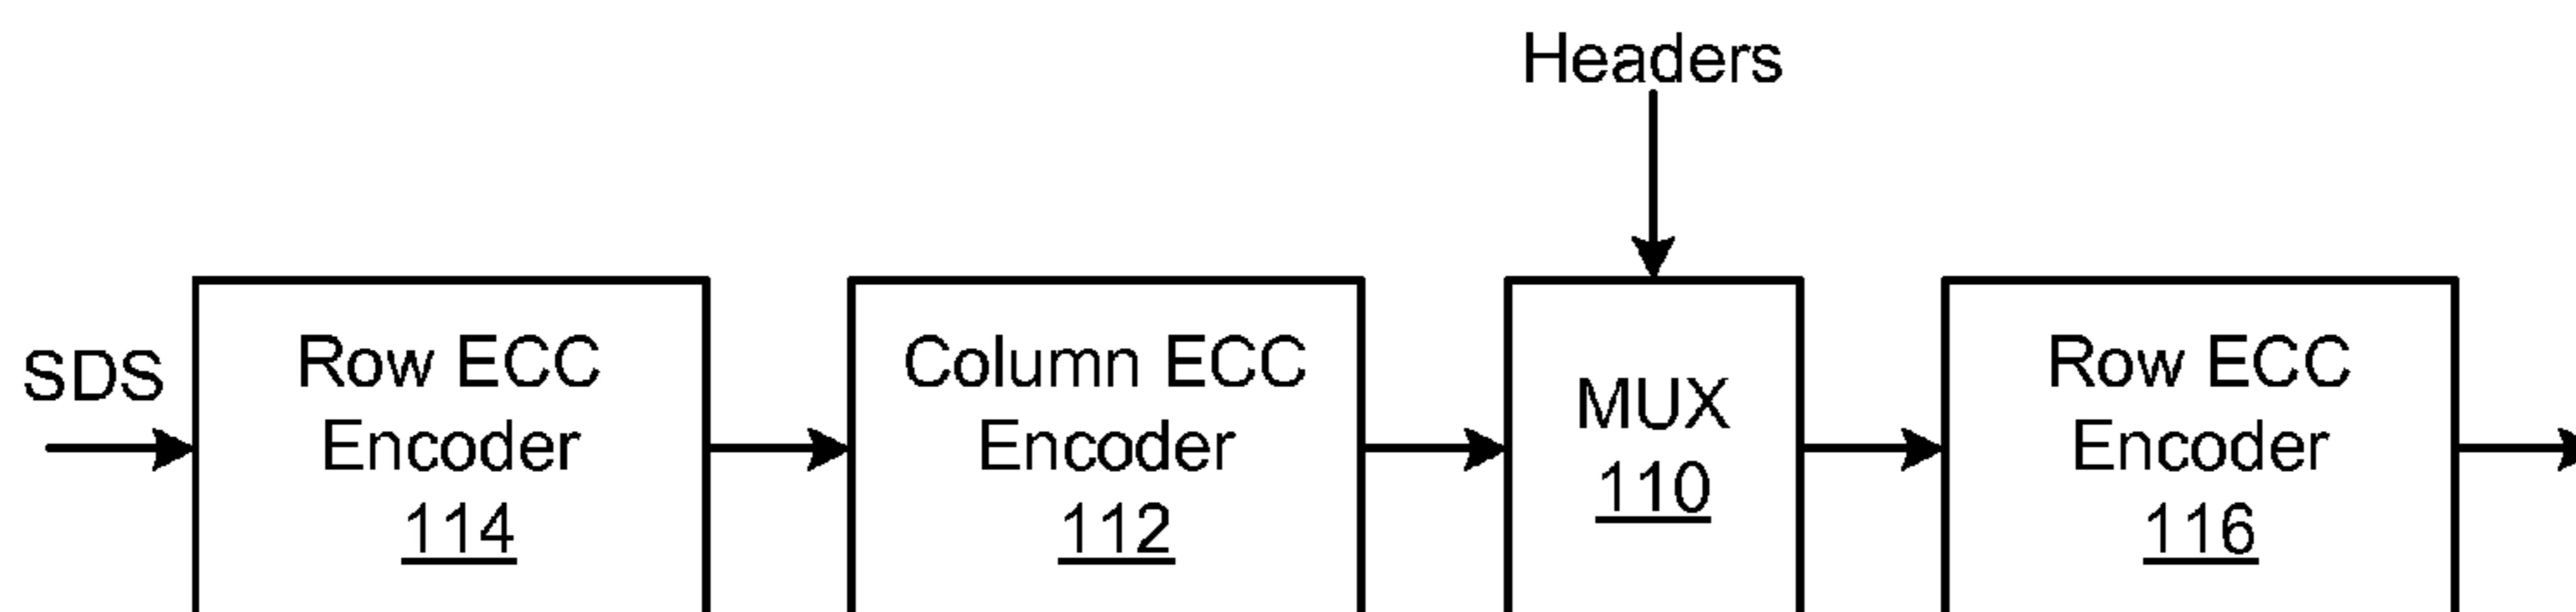 Headers
SDS
Row ECC
Encoder
114
Column ECC
Encoder
112
MUX
110
Row ECC
Encoder
116